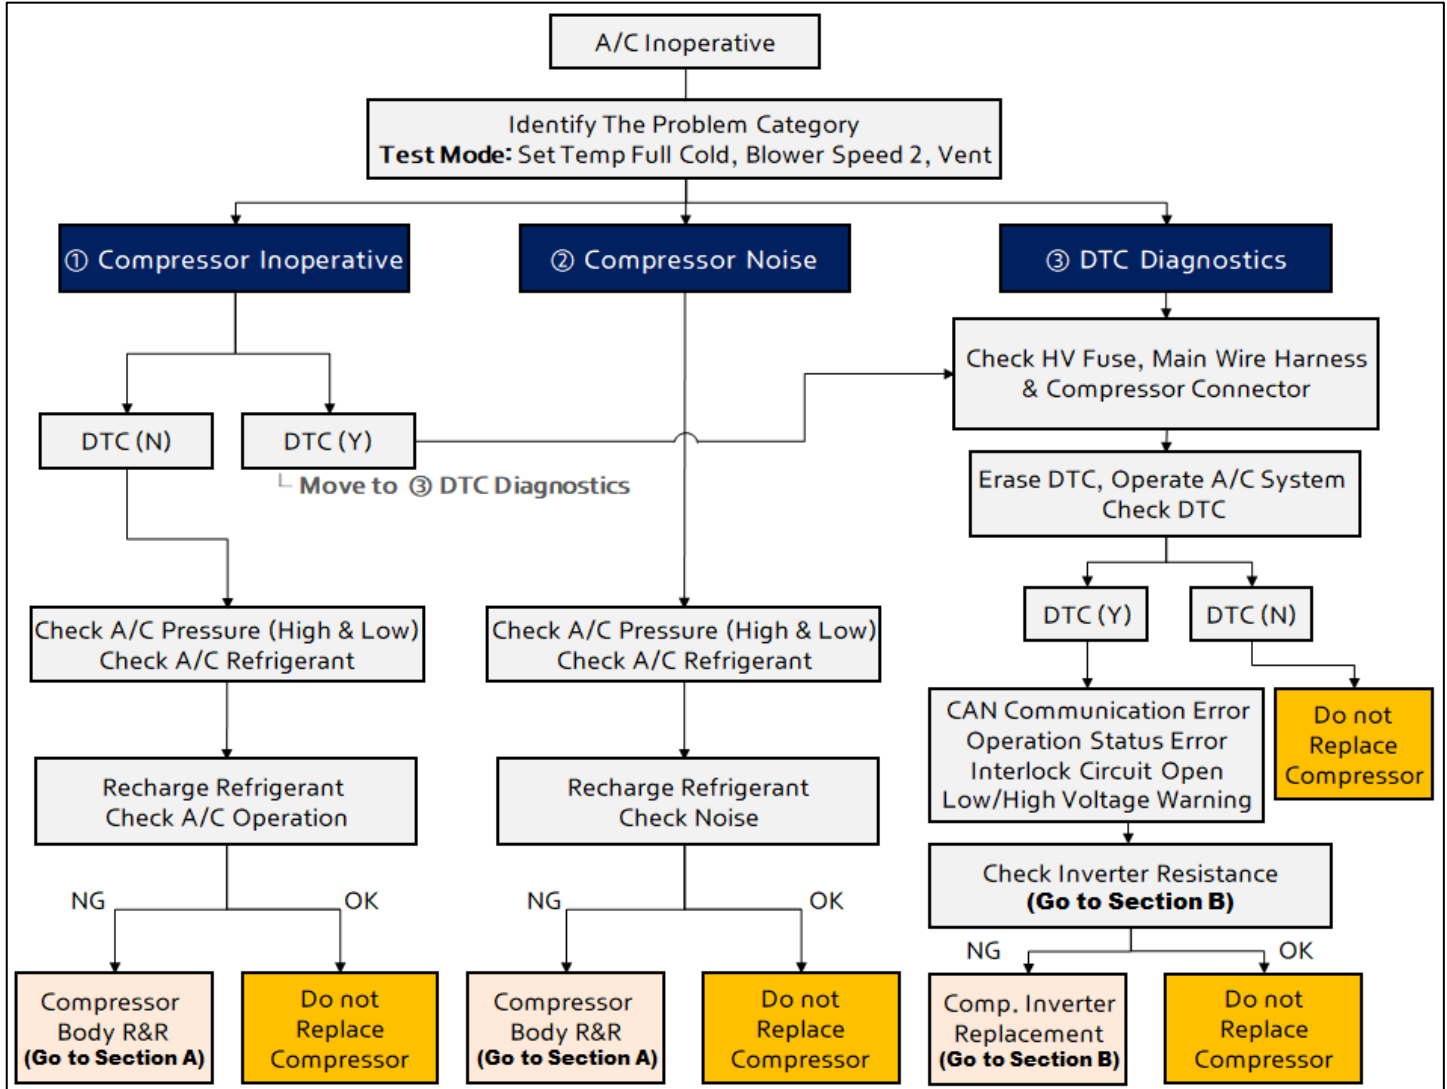 A/C Inoperative
Identify The Problem Category
Test Mode: Set Temp Full Cold, Blower Speed 2, Vent
① Compressor Inoperative
② Compressor Noise
③ DTC Diagnostics
Check HV Fuse, Main Wire Harness
& Compressor Connector
DTC (N)
DTC (Y)
└ Move to ③ DTC Diagnostics
Erase DTC, Operate A/C System
Check DTC
DTC (Y)
DTC (N)
Check A/C Pressure (High & Low)
Check A/C Refrigerant
Check A/C Pressure (High & Low)
Check A/C Refrigerant
CAN Communication Error
Operation Status Error
Interlock Circuit Open
Low/High Voltage Warning
Do not
Replace
Compressor
Recharge Refrigerant
Check A/C Operation
Recharge Refrigerant
Check Noise
Check Inverter Resistance
(Go to Section B)
NG
OK
NG
OK
NG
OK
Compressor
Body R&R
(Go to Section A)
Do not
Replace
Compressor
Compressor
Body R&R
(Go to Section A)
Do not
Replace
Compressor
Comp. Inverter
Replacement
(Go to Section B)
Do not
Replace
Compressor